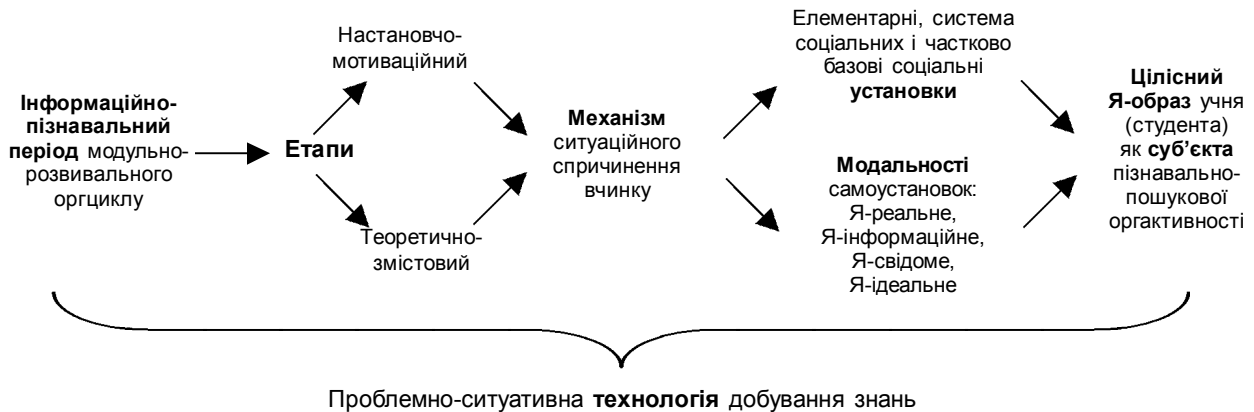 Інформаційно-
пізнавальний
період модульно-
розвивального
оргциклу
Етапи
Настановчо-
мотиваційний
Теоретично-
змістовий
Механізм
ситуаційного
спричинення
вчинку
Елементарні, система
соціальних і частково
базові соціальні
установки
Модальності
самоустановок:
Я-реальне,
Я-інформаційне,
Я-свідоме,
Я-ідеальне
Цілісний
Я-образ учня
(студента)
як суб’єкта
пізнавально-
пошукової
оргактивності
Проблемно-ситуативна технологія добування знань